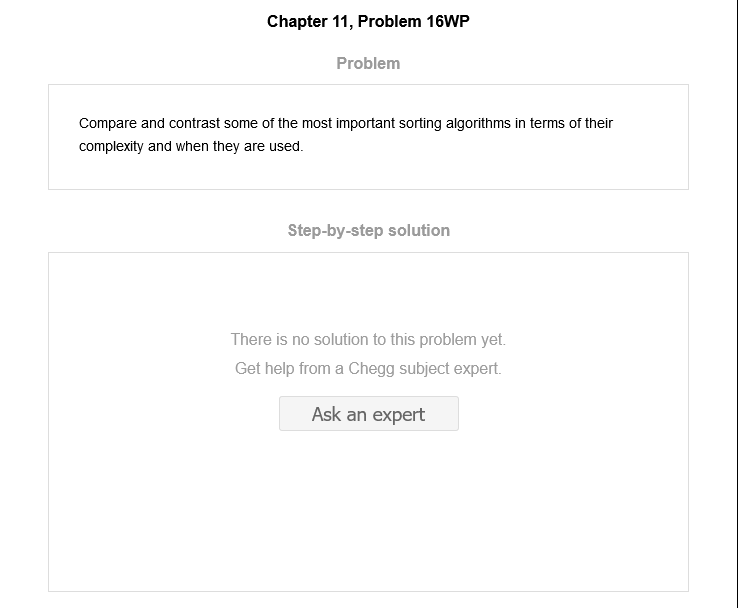 Chapter 11, Problem 16WP
Problem
Compare and contrast some of the most important sorting algorithms in terms of their
complexity and when they are used.
Step-by-step solution
There is no solution to this problem yet.
Get help from a Chegg subject expert.
Ask an expert